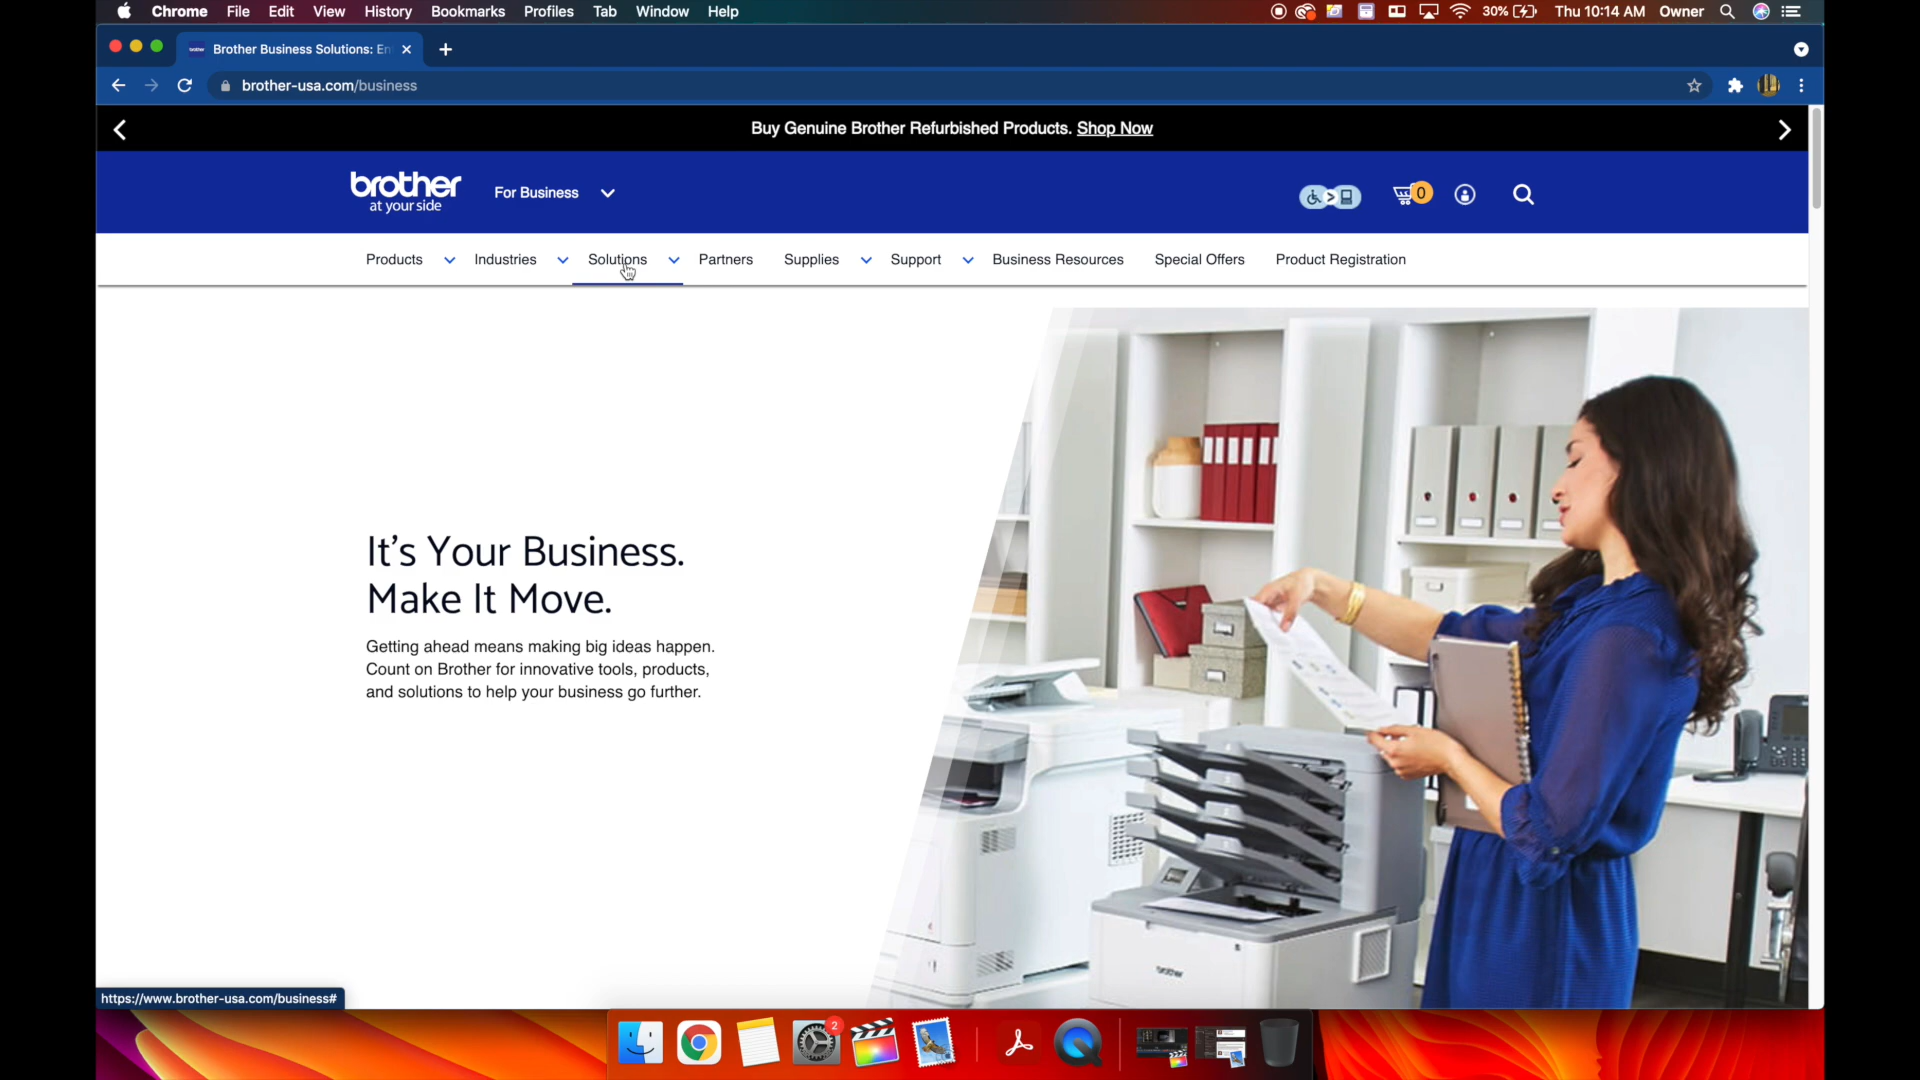 Chrome File Edit View History Bookmarks Profiles Tab Window Help 30% Thu 10:14 AM Owner
Brother Business Solutions: En
brother-usa.com/business
Buy Genuine Brother Refurbished Products. Shop Now
brother
at your side
For Business
0
Products Industries Solutions Partners Supplies Support Business Resources Special Offers Product Registration
It's Your Business.
Make It Move.
Getting ahead means making big ideas happen.
Count on Brother for innovative tools, products,
and solutions to help your business go further.
brother
https://www.brother-usa.com/business#
2